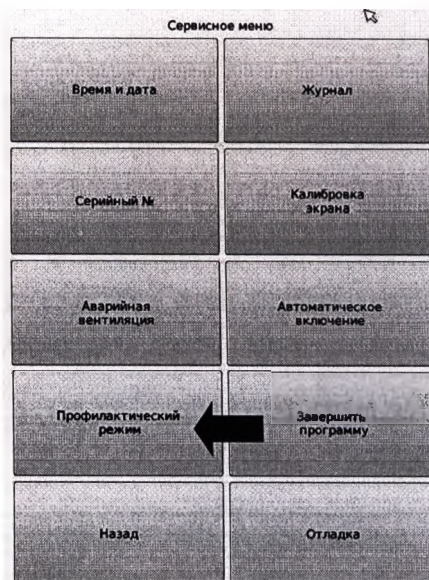 Сервисное меню
Время и дата
Журнал
Серийный №
Калибровка
экрана
Аварийная
вентиляция
Автоматическое
включение
Профилактический
режим
Завершить
программу
Назад
Отладка